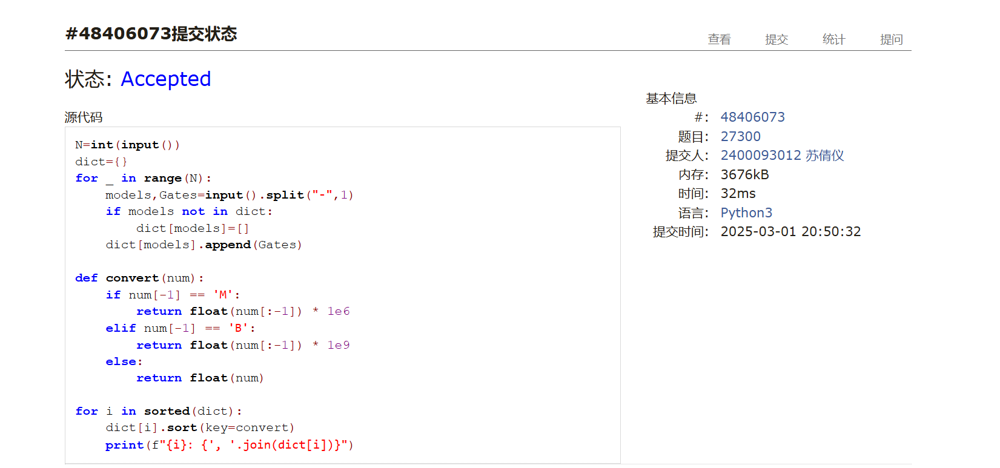 #48406073提交状态
查看 提交 统计 提问
状态: Accepted
源代码
N=int(input())
dict={}
for _ in range(N):
    models,Gates=input().split("-",1)
    if models not in dict:
        dict[models]=[]
    dict[models].append(Gates)

def convert(num):
    if num[-1] == 'M':
        return float(num[:-1]) * 1e6
    elif num[-1] == 'B':
        return float(num[:-1]) * 1e9
    else:
        return float(num)

for i in sorted(dict):
    dict[i].sort(key=convert)
    print(f"{i}: {', '.join(dict[i])}")
基本信息
#: 48406073
题目: 27300
提交人: 2400093012 苏倩仪
内存: 3676kB
时间: 32ms
语言: Python3
提交时间: 2025-03-01 20:50:32